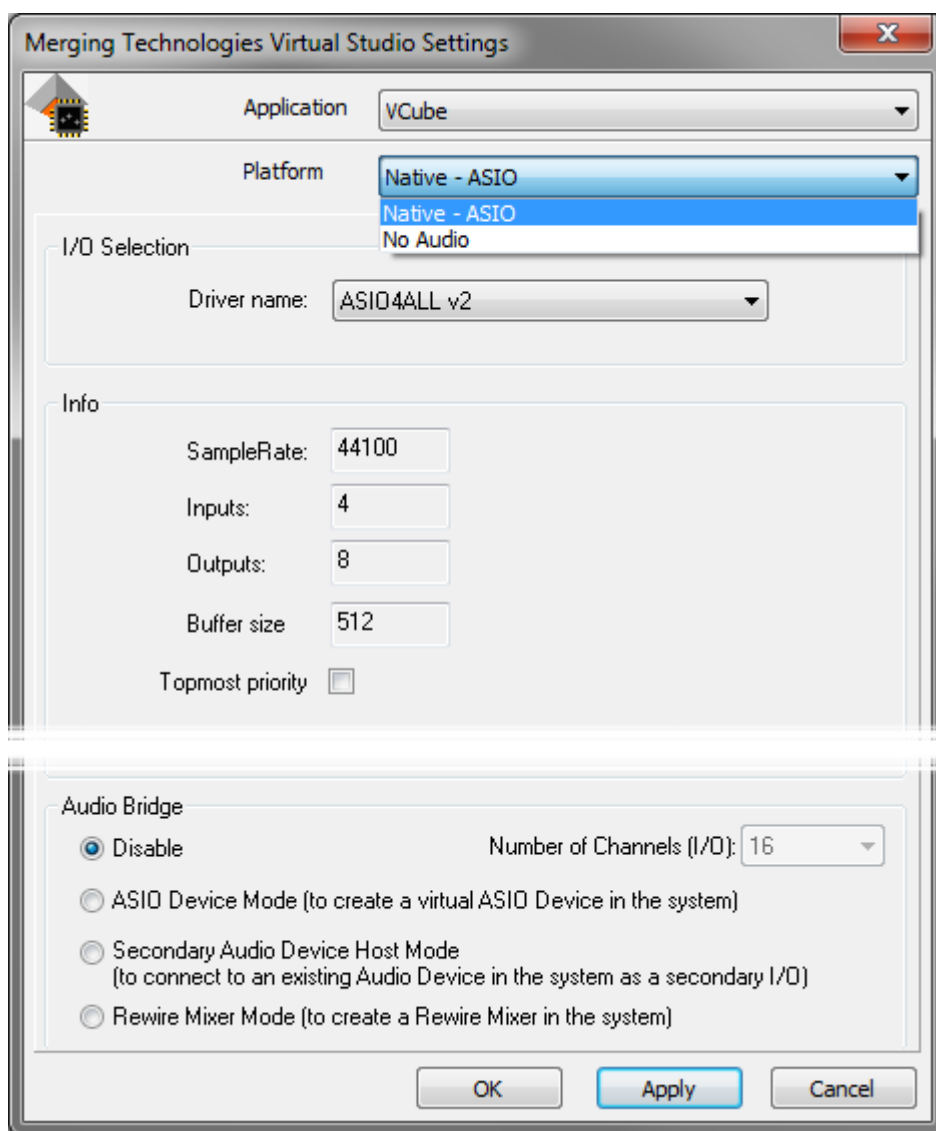 Merging Technologies Virtual Studio Settings
Application VCube
Platform Native - ASIO
Native - ASIO
No Audio
I/O Selection
Driver name: ASIO4ALL v2
Info
SampleRate: 44100
Inputs: 4
Outputs: 8
Buffer size 512
Topmost priority
Audio Bridge
Disable Number of Channels (I/O): 16
ASIO Device Mode (to create a virtual ASIO Device in the system)
Secondary Audio Device Host Mode
(to connect to an existing Audio Device in the system as a secondary I/O)
Rewire Mixer Mode (to create a Rewire Mixer in the system)
OK Apply Cancel